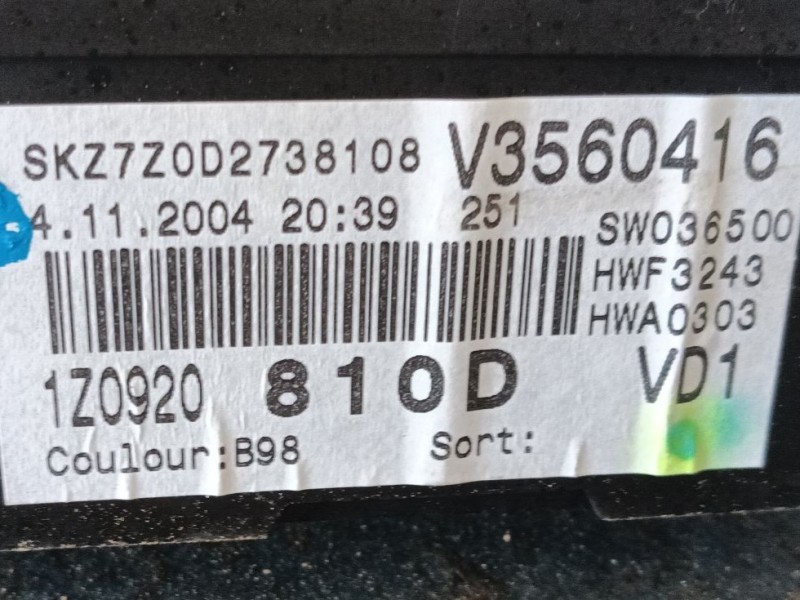 SKZ7Z0D2738108 V3560416
4.11.2004 20:39 251 SW036500
HWF3243
HWA0303
1Z0920 810D VD1
Coulour:B98 Sort: